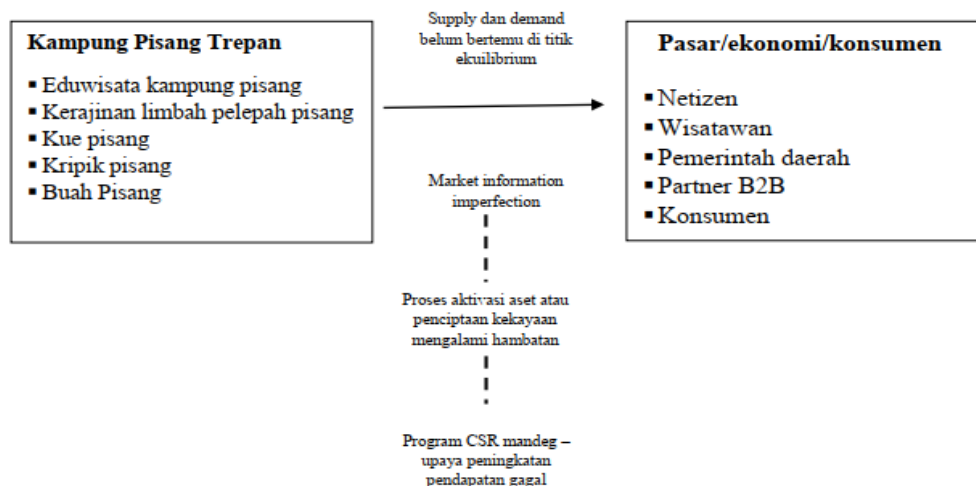 Kampung Pisang Trepan
▪ Eduwisata kampung pisang
▪ Kerajinan limbah pelepah pisang
▪ Kue pisang
▪ Kripik pisang
▪ Buah Pisang
Supply dan demand
belum bertemu di titik
ekuilibrium
Market information
imperfection
Proses aktivasi aset atau
penciptaan kekayaan
mengalami hambatan
Program CSR mandeg –
upaya peningkatan
pendapatan gagal
Pasar/ekonomi/konsumen
▪ Netizen
▪ Wisatawan
▪ Pemerintah daerah
▪ Partner B2B
▪ Konsumen